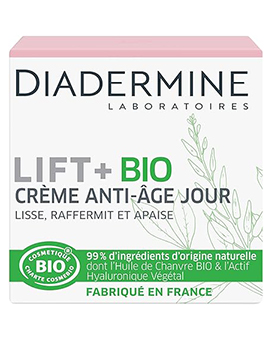 DIADERMINE
LABORATOIRES
LIFT+ BIO
CRÈME ANTI-ÂGE JOUR
LISSE, RAFFERMIT ET APAISE
COSMÉTIQUE
BIO
CHARTE COSMEBIO
99% d'ingrédients d'origine naturelle
dont l'Huile de Chanvre BIO & l'Actif
Hyaluronique Végétal
FABRIQUÉ EN FRANCE